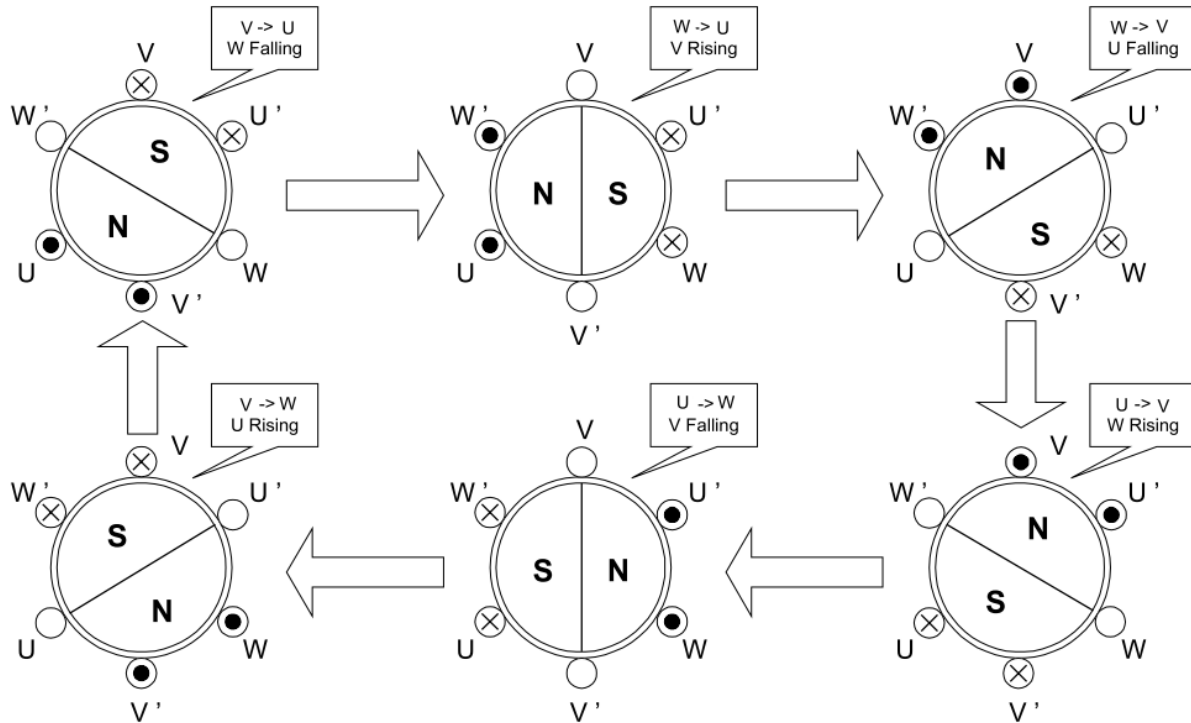 V -> U
W Falling
V
W '
U '
S
N
U
W
V '
W -> U
V Rising
V
W '
U '
N
S
U
W
V '
W -> V
U Falling
V
W '
U '
N
S
U
W
V '
V -> W
U Rising
V
W '
U '
S
N
U
W
V '
U -> W
V Falling
V
W '
U '
S
N
U
W
V '
U -> V
W Rising
V
W '
U '
N
S
U
W
V '